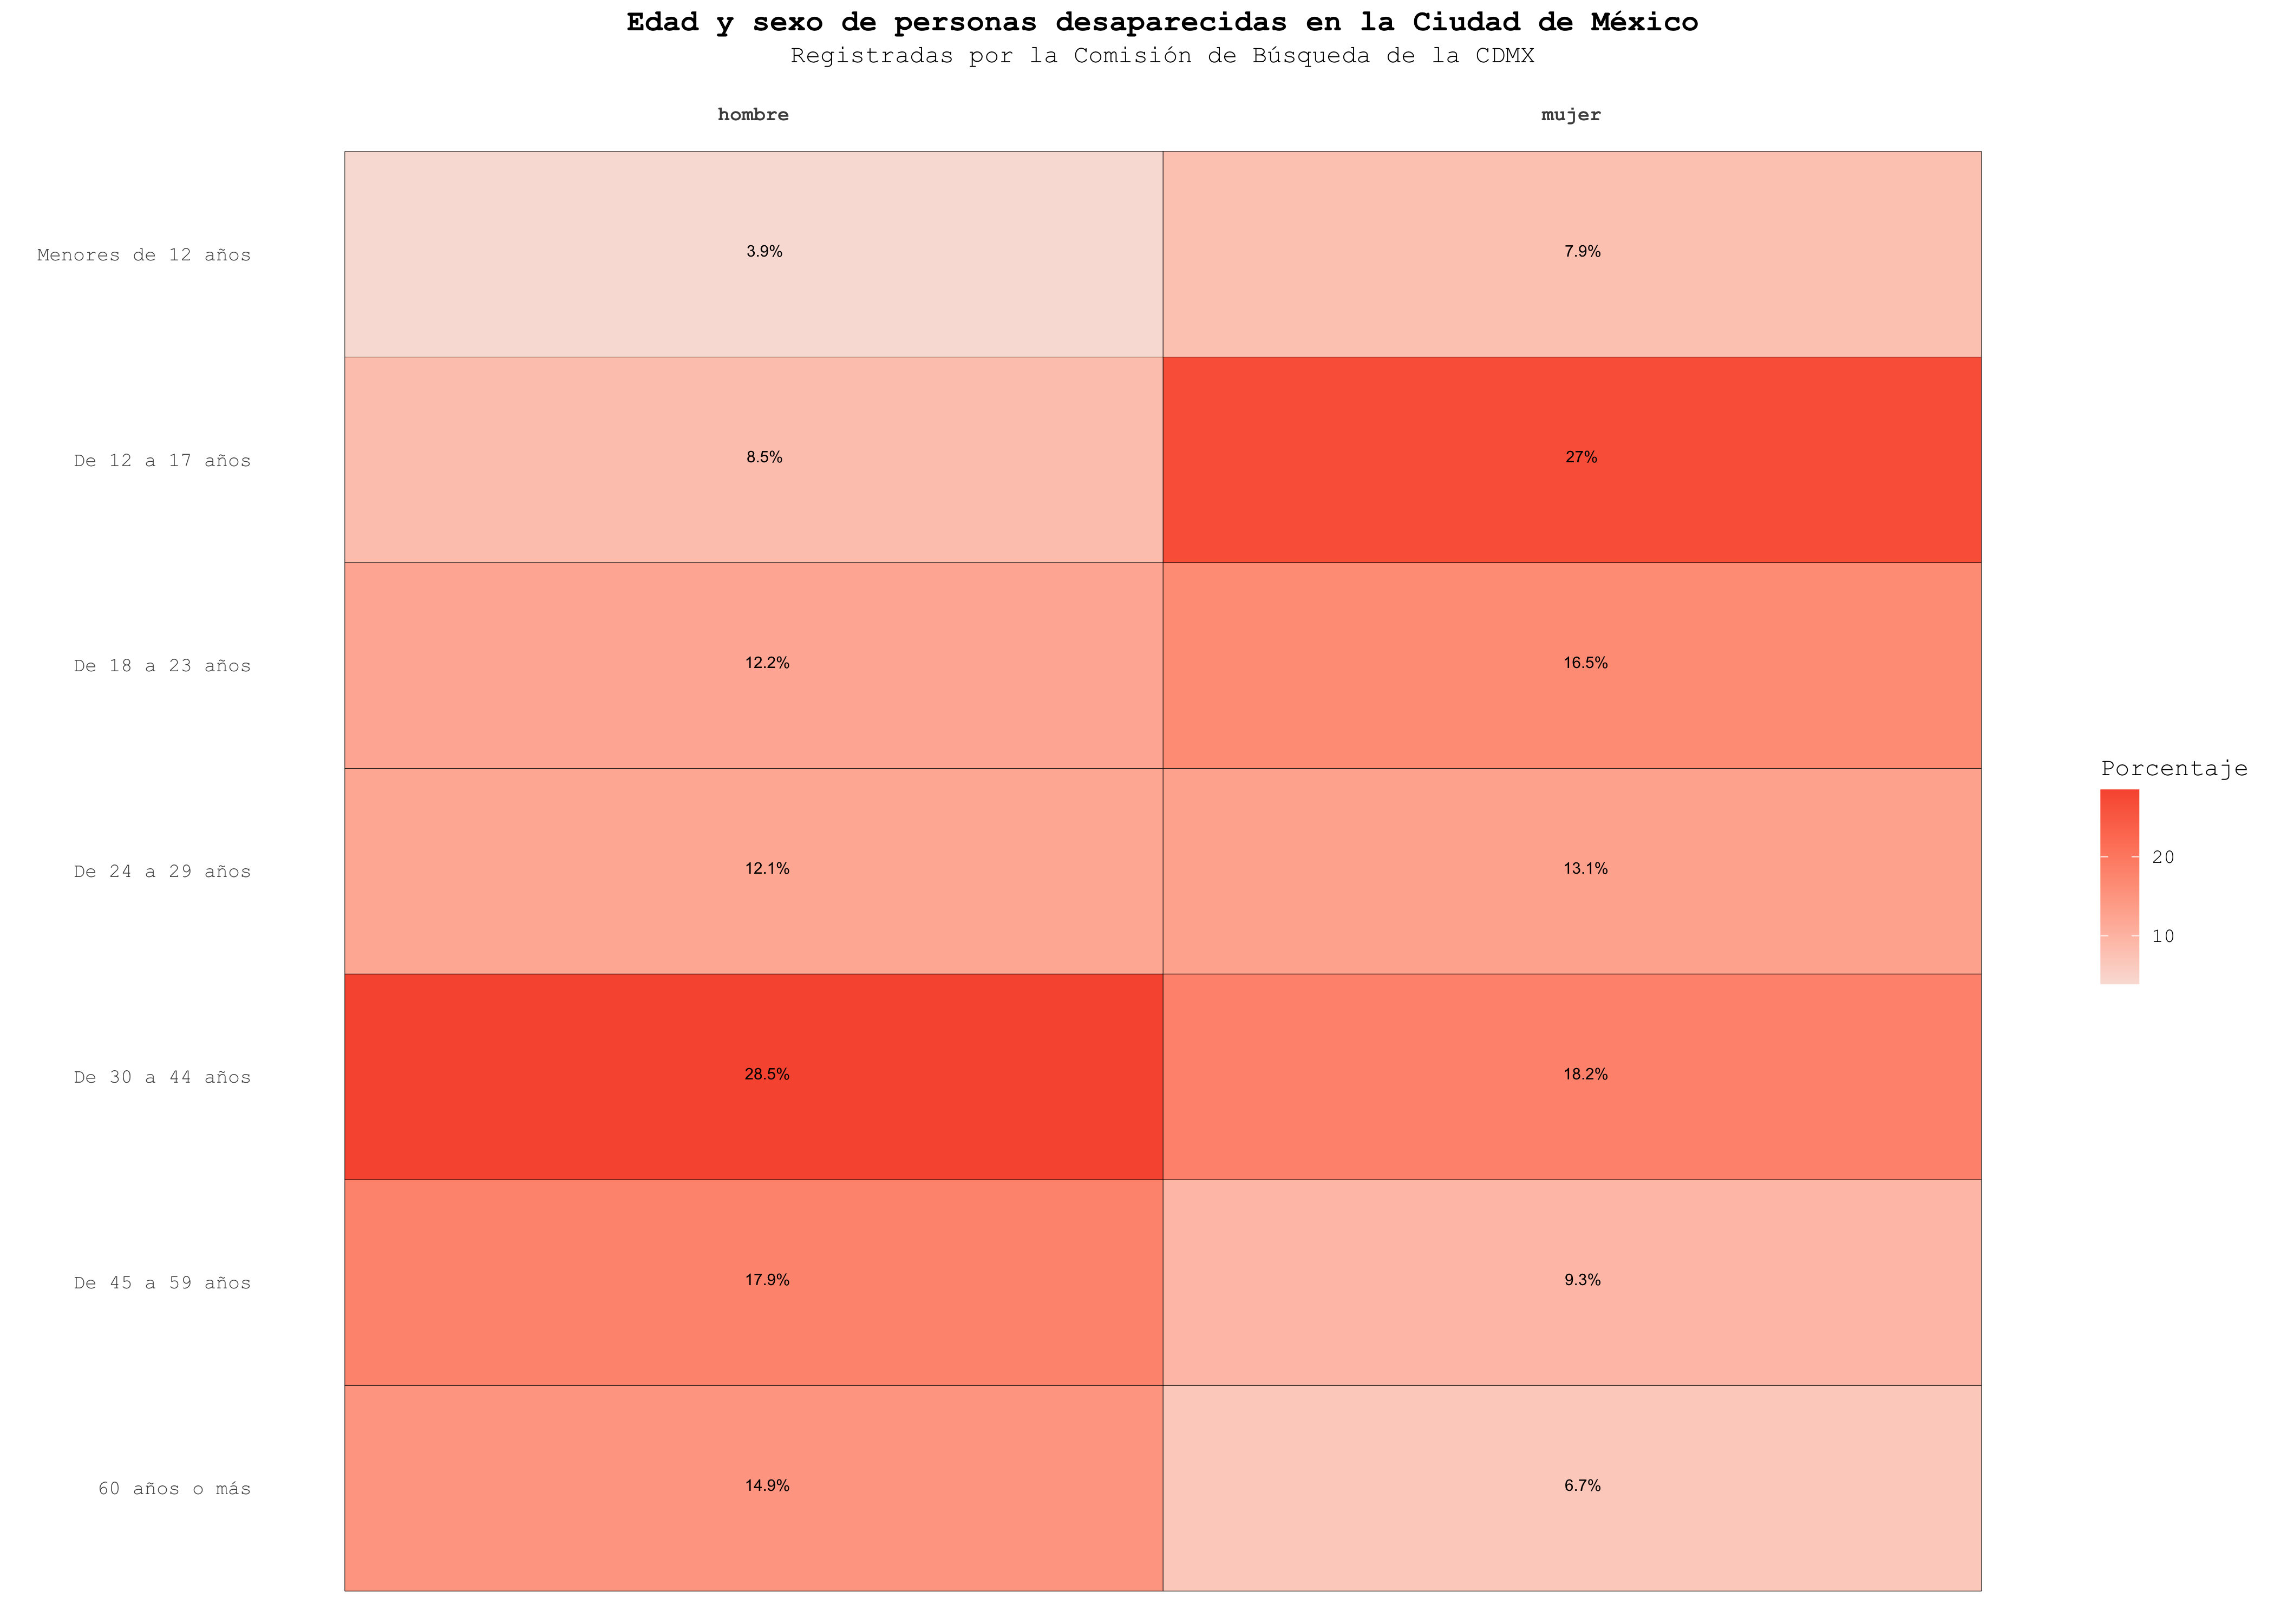 Edad y sexo de personas desaparecidas en la Ciudad de México
Registradas por la Comisión de Búsqueda de la CDMX
hombre mujer
Menores de 12 años 3.9% 7.9%
De 12 a 17 años 8.5% 27%
De 18 a 23 años 12.2% 16.5%
De 24 a 29 años 12.1% 13.1%
De 30 a 44 años 28.5% 18.2%
De 45 a 59 años 17.9% 9.3%
60 años o más 14.9% 6.7%
Porcentaje
20
10